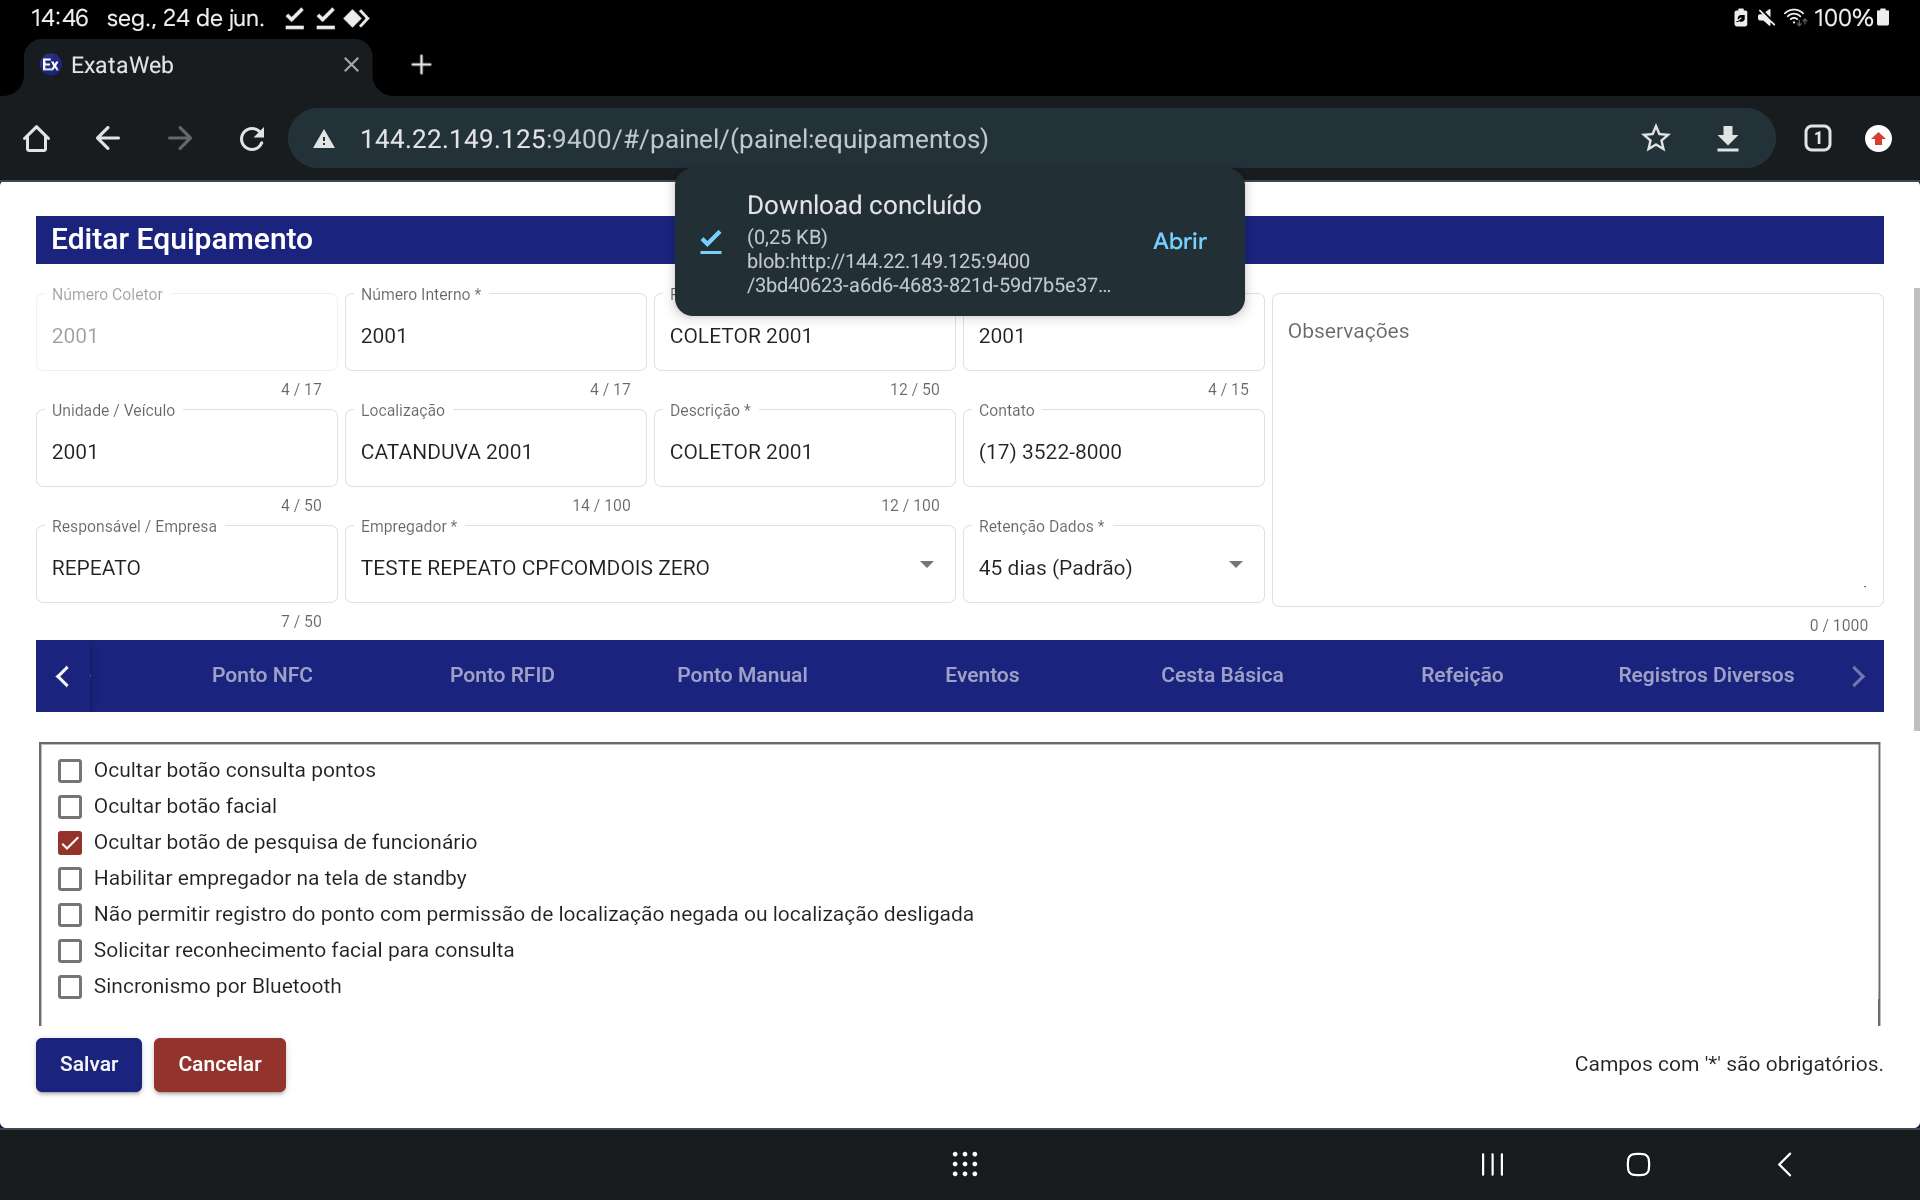 14:46 seg., 24 de jun.
100%
Ex ExataWeb
144.22.149.125:9400/#/painel/(painel:equipamentos)
1
Download concluído
(0,25 KB)
blob:http://144.22.149.125:9400
/3bd40623-a6d6-4683-821d-59d7b5e37...
Abrir
Editar Equipamento
Número Coletor
2001
4 / 17
Número Interno *
2001
4 / 17
COLETOR 2001
12 / 50
2001
4 / 15
Observações
0 / 1000
Unidade / Veículo
2001
4 / 50
Localização
CATANDUVA 2001
14 / 100
Descrição *
COLETOR 2001
12 / 100
Contato
(17) 3522-8000
Responsável / Empresa
REPEATO
7 / 50
Empregador *
TESTE REPEATO CPFCOMDOIS ZERO
Retenção Dados *
45 dias (Padrão)
Ponto NFC
Ponto RFID
Ponto Manual
Eventos
Cesta Básica
Refeição
Registros Diversos
Ocultar botão consulta pontos
Ocultar botão facial
Ocultar botão de pesquisa de funcionário
Habilitar empregador na tela de standby
Não permitir registro do ponto com permissão de localização negada ou localização desligada
Solicitar reconhecimento facial para consulta
Sincronismo por Bluetooth
Salvar
Cancelar
Campos com '*' são obrigatórios.